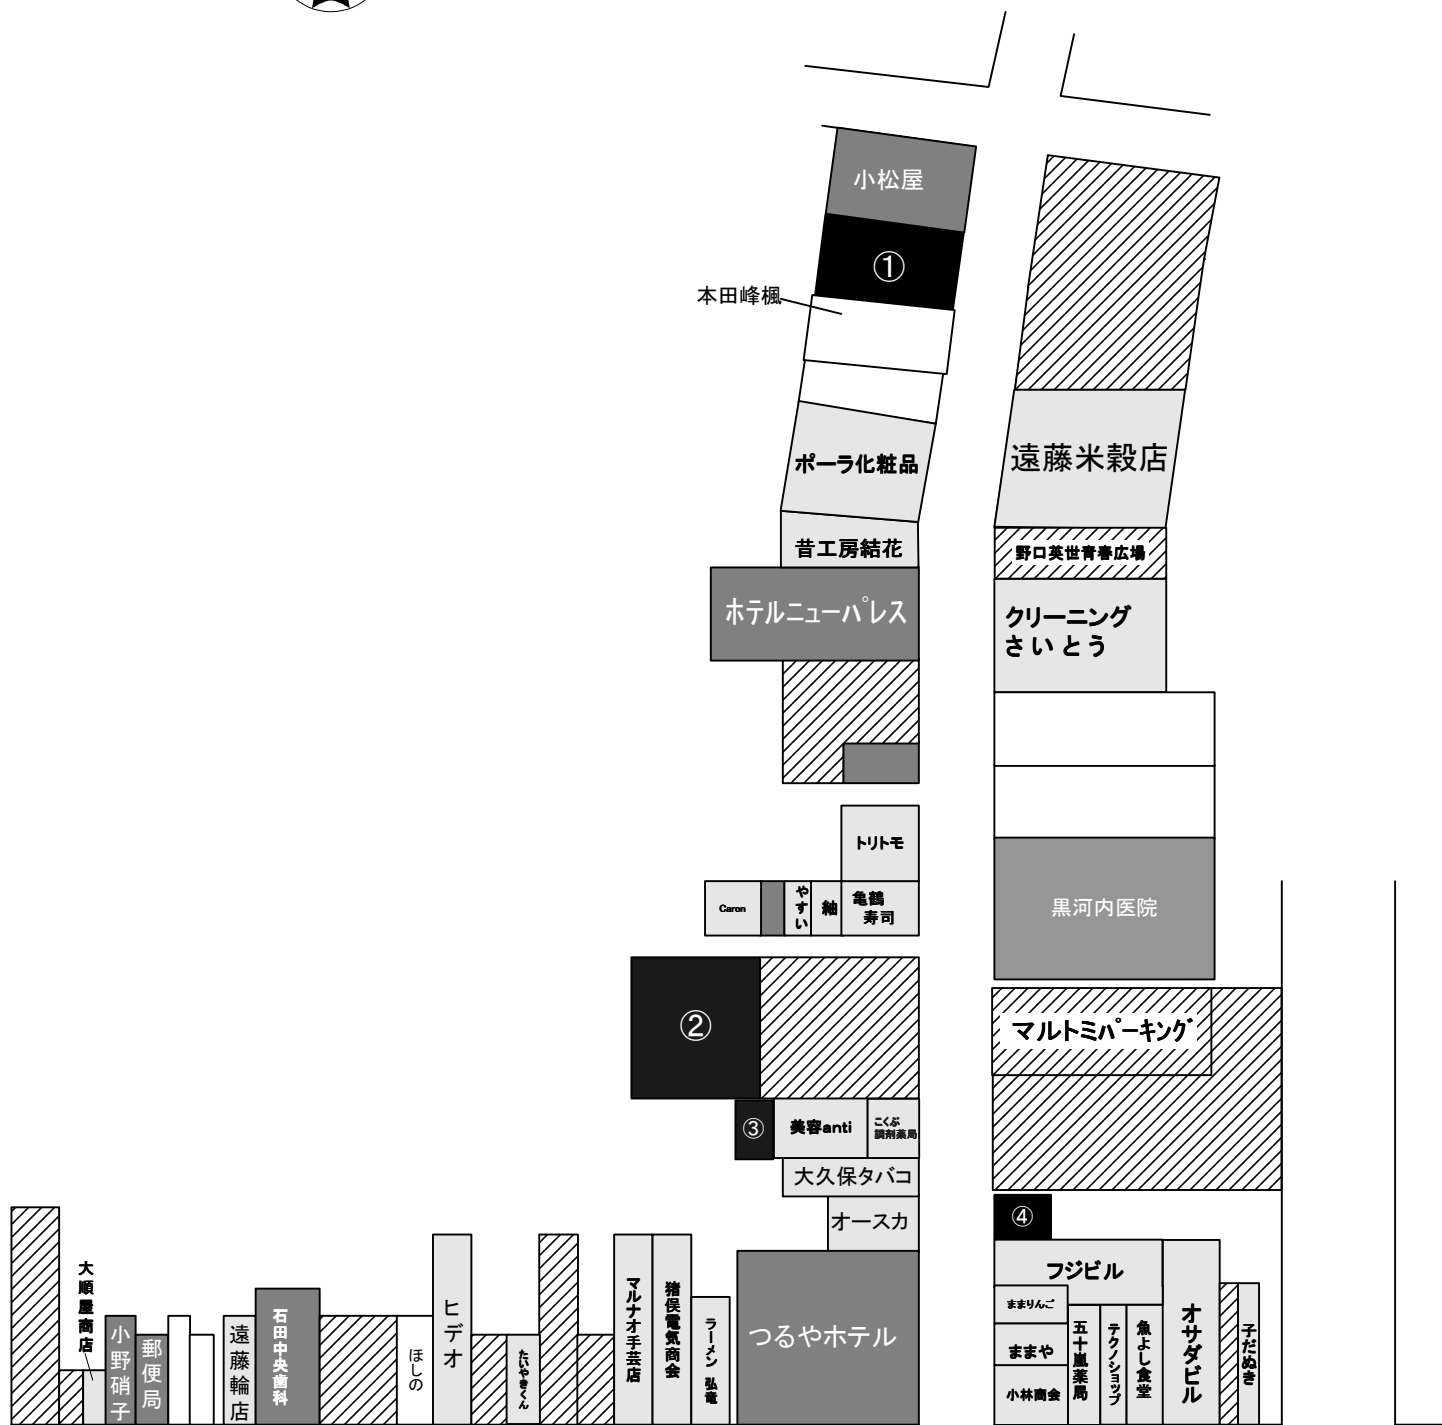 小松屋
①
本田峰楓
ポーラ化粧品
遠藤米穀店
昔工房結花
野口英世青春広場
ホテルニューパレス
クリーニング
さいとう
トリトモ
Caron
やすい
紬
亀鶴
寿司
黒河内医院
②
マルトミパーキング
③
美容anti
こくぶ
調剤薬局
大久保タバコ
オースカ
④
フジビル
大順屋商店
小野硝子
郵便局
遠藤輪店
石田中央歯科
ほしの
ヒデオ
たいやきくん
マルナオ手芸店
猪俣電気商会
ラーメン 弘竜
つるやホテル
ままりんご
ままや
小林商会
五十嵐薬局
テクノショップ
魚よし食堂
オサダビル
子だぬき